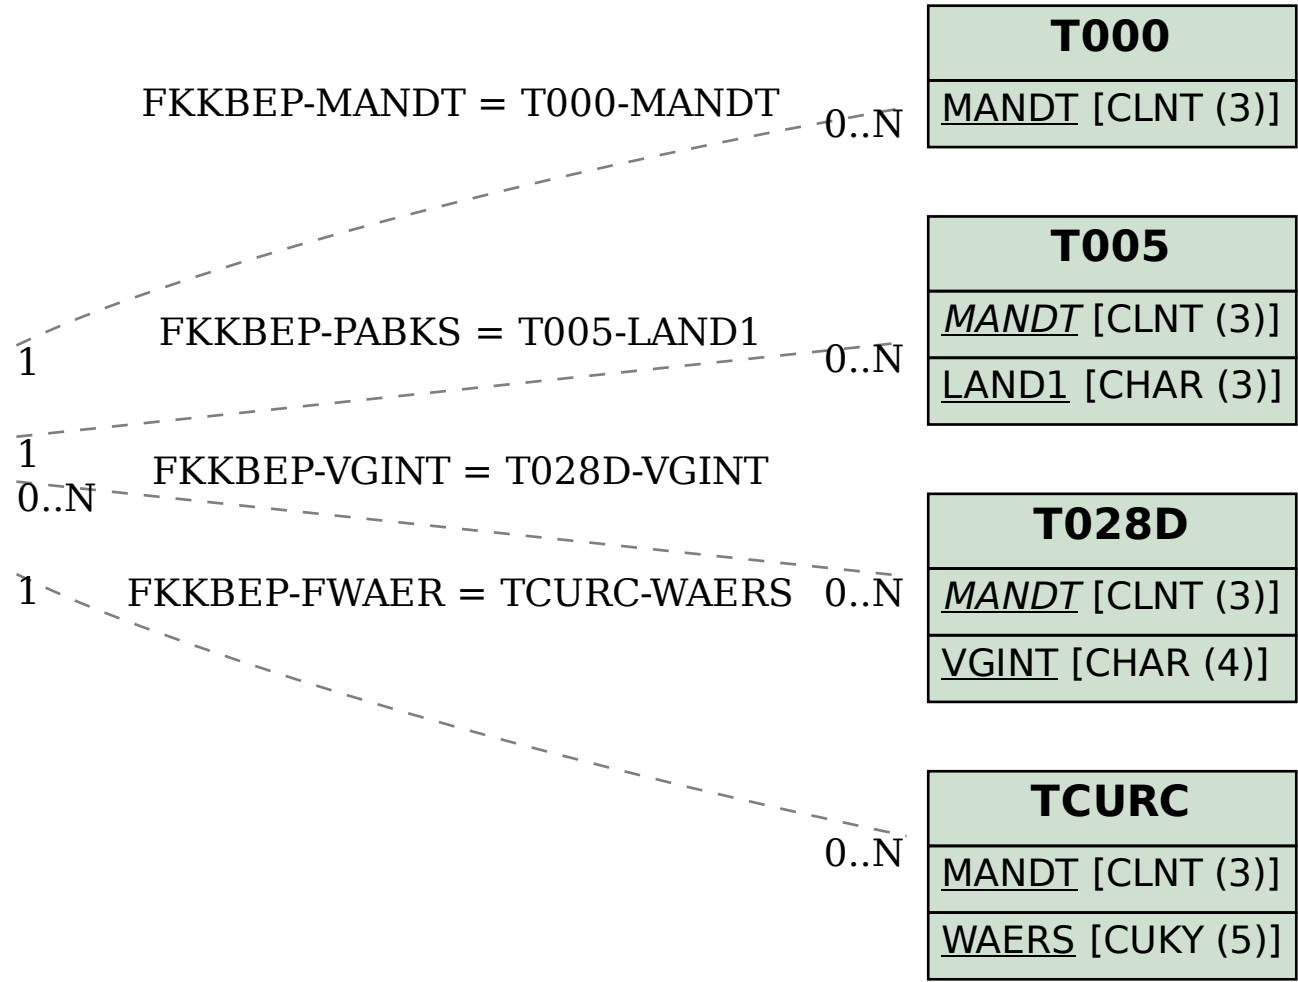 T000
MANDT [CLNT (3)]
FKKBEP-MANDT = T000-MANDT
0..N
1
T005
MANDT [CLNT (3)]
LAND1 [CHAR (3)]
FKKBEP-PABKS = T005-LAND1
0..N
1
T028D
MANDT [CLNT (3)]
VGINT [CHAR (4)]
FKKBEP-VGINT = T028D-VGINT
0..N
0..N
TCURC
MANDT [CLNT (3)]
WAERS [CUKY (5)]
FKKBEP-FWAER = TCURC-WAERS
0..N
1